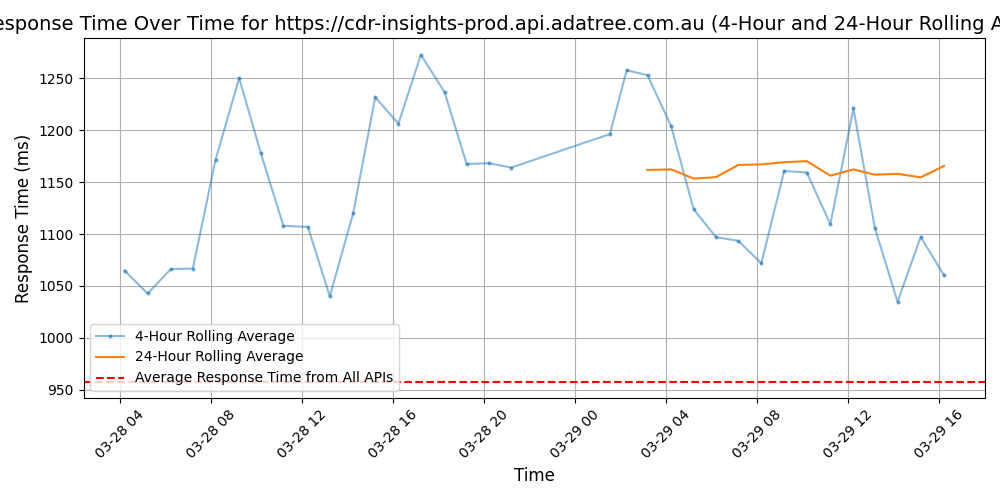 esponse Time Over Time for https://cdr-insights-prod.api.adatree.com.au (4-Hour and 24-Hour Rolling A
Response Time (ms)
1250
1200
1150
1100
1050
1000
950
4-Hour Rolling Average
24-Hour Rolling Average
Average Response Time from All APIs
03-28 04
03-28 08
03-28 12
03-28 16
03-28 20
03-29 00
03-29 04
03-29 08
03-29 12
03-29 16
Time